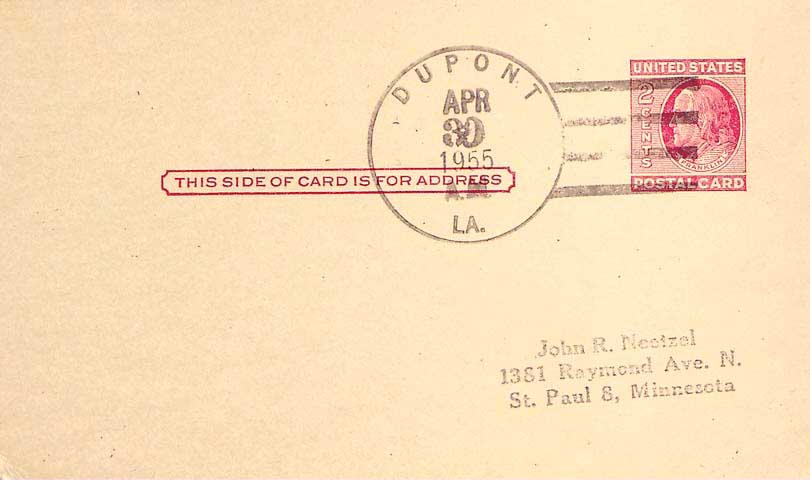 DUPONT
APR
30
1955
A.M.
LA.
UNITED STATES
2 CENTS
FRANKLIN
POSTAL CARD
THIS SIDE OF CARD IS FOR ADDRESS
John R. Neetzel
1381 Raymond Ave. N.
St. Paul 8, Minnesota